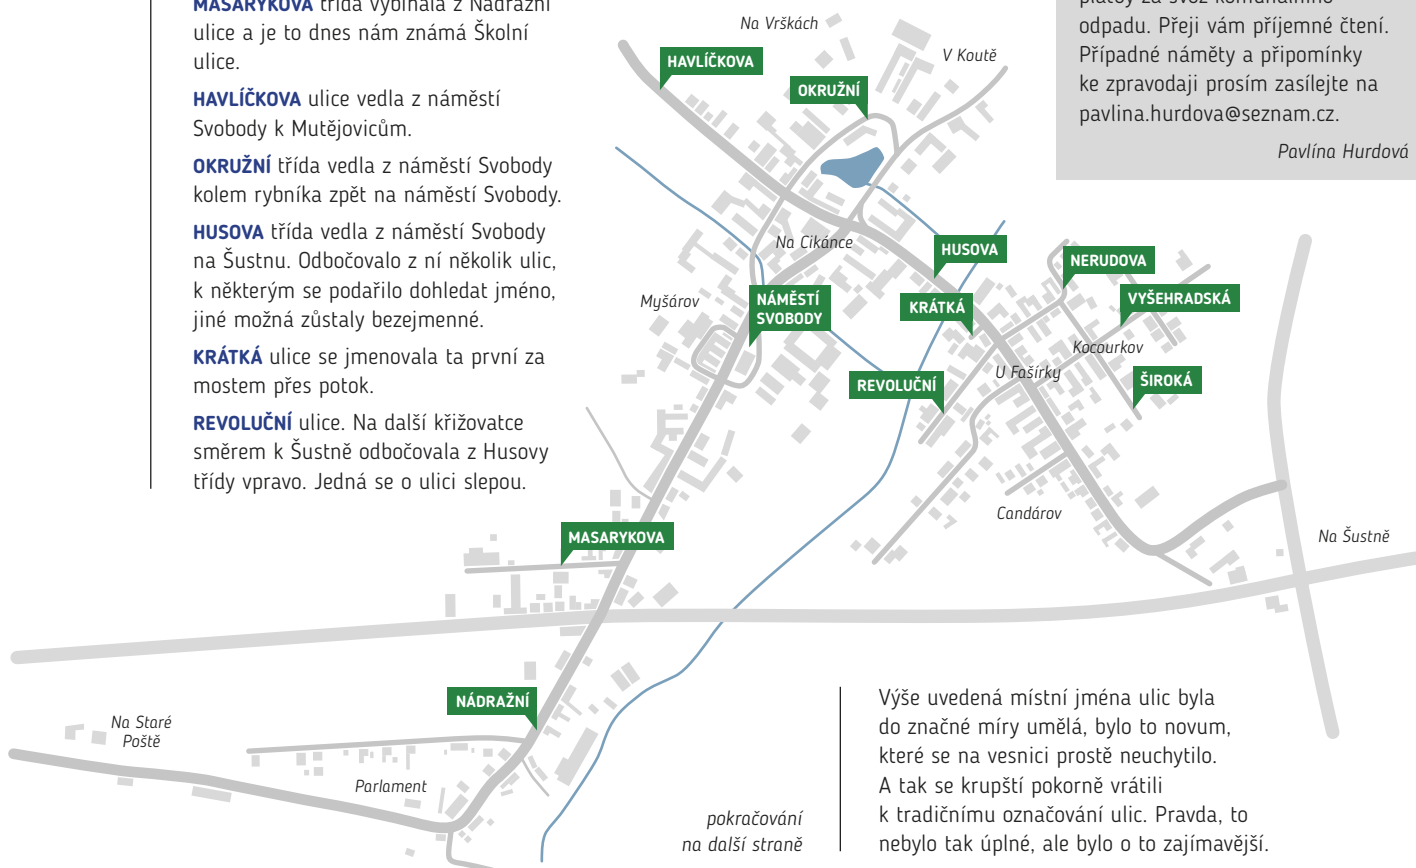 MASARYKOVA třída vybíhala z Nádražní
ulice a je to dnes nám známá Školní
ulice.
HAVLÍČKOVA ulice vedla z náměstí
Svobody k Mutějovicům.
OKRUŽNÍ třída vedla z náměstí Svobody
kolem rybníka zpět na náměstí Svobody.
HUSOVA třída vedla z náměstí Svobody
na Šustnu. Odbočovalo z ní několik ulic,
k některým se podařilo dohledat jméno,
jiné možná zůstaly bezejmenné.
KRÁTKÁ ulice se jmenovala ta první za
mostem přes potok.
REVOLUČNÍ ulice. Na další křižovatce
směrem k Šustně odbočovala z Husovy
třídy vpravo. Jedná se o ulici slepou.
platby za svoz komunálního
odpadu. Přeji vám příjemné čtení.
Případné náměty a připomínky
ke zpravodaji prosím zasílejte na
pavlina.hurdova@seznam.cz.
Pavlína Hurdová
Na Vrškách
V Koutě
HAVLÍČKOVA
OKRUŽNÍ
Na Cikánce
HUSOVA
NERUDOVA
Myšárov
NÁMĚSTÍ
SVOBODY
KRÁTKÁ
VYŠEHRADSKÁ
Kocourkov
U Fašírky
REVOLUČNÍ
ŠIROKÁ
Candárov
MASARYKOVA
Na Šustně
NÁDRAŽNÍ
Na Staré
Poště
Parlament
pokračování
na další straně
Výše uvedená místní jména ulic byla
do značné míry umělá, bylo to novum,
které se na vesnici prostě neuchytilo.
A tak se krupští pokorně vrátili
k tradičnímu označování ulic. Pravda, to
nebylo tak úplné, ale bylo o to zajímavější.